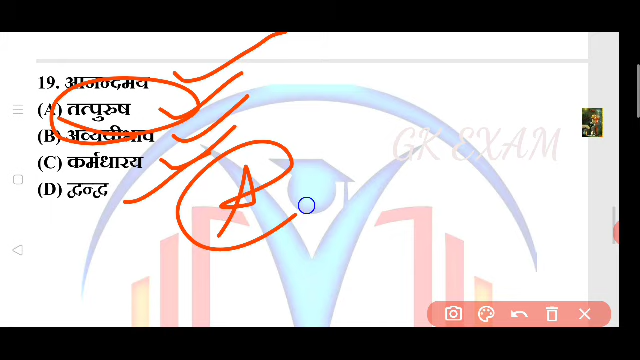 19. आनन्दमय
(A) तत्पुरुष
(B) अव्ययीभाव
(C) कर्मधारय
(D) द्वन्द्व
A
GK EXAM